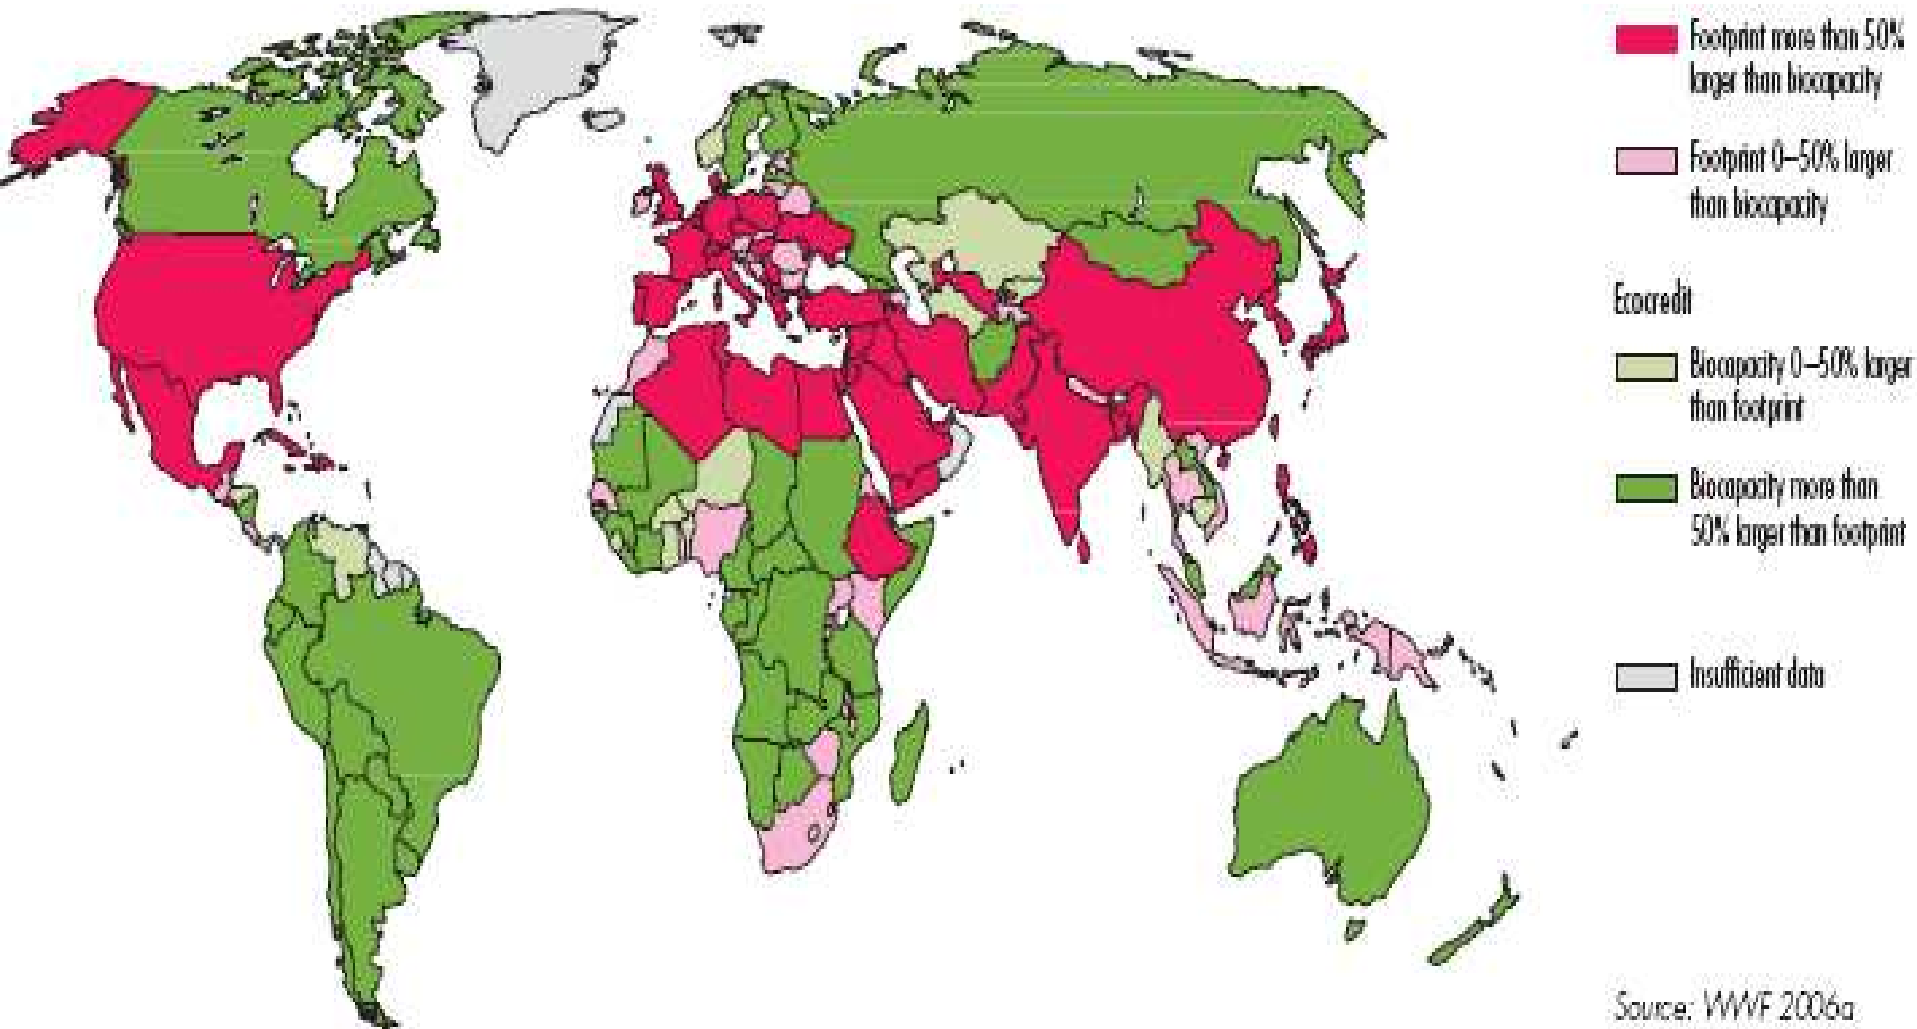 Footprint more than 50%
larger than biocapacity
Footprint 0–50% larger
than biocapacity
Ecocredit
Biocapacity 0–50% larger
than footprint
Biocapacity more than
50% larger than footprint
Insufficient data
Source: WWF 2006a